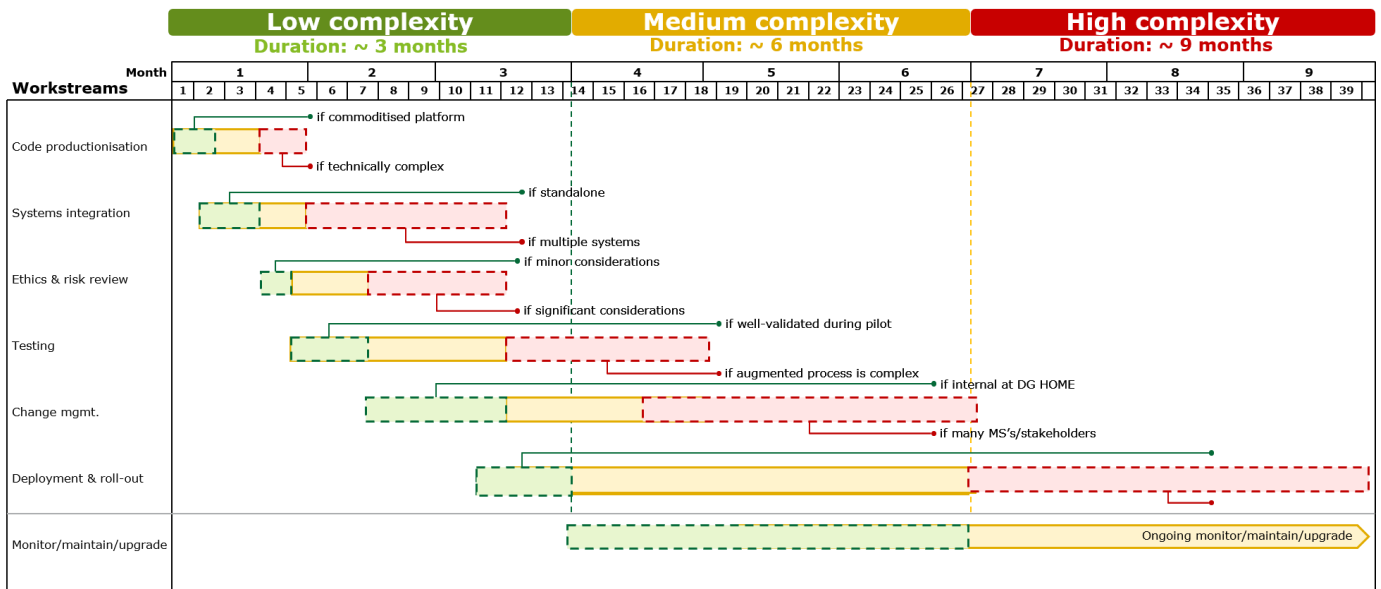 Low complexity Medium complexity High complexity
Duration: ~ 3 months Duration: ~ 6 months Duration: ~ 9 months
Month 1 2 3 4 5 6 7 8 9
Workstreams 1 2 3 4 5 6 7 8 9 10 11 12 13 14 15 16 17 18 19 20 21 22 23 24 25 26 27 28 29 30 31 32 33 34 35 36 37 38 39
if commoditised platform
Code productionisation
if technically complex
if standalone
Systems integration
if multiple systems
if minor considerations
Ethics & risk review
if significant considerations
if well-validated during pilot
Testing
if augmented process is complex
if internal at DG HOME
Change mgmt.
if many MS’s/stakeholders
Deployment & roll-out
Ongoing monitor/maintain/upgrade
Monitor/maintain/upgrade